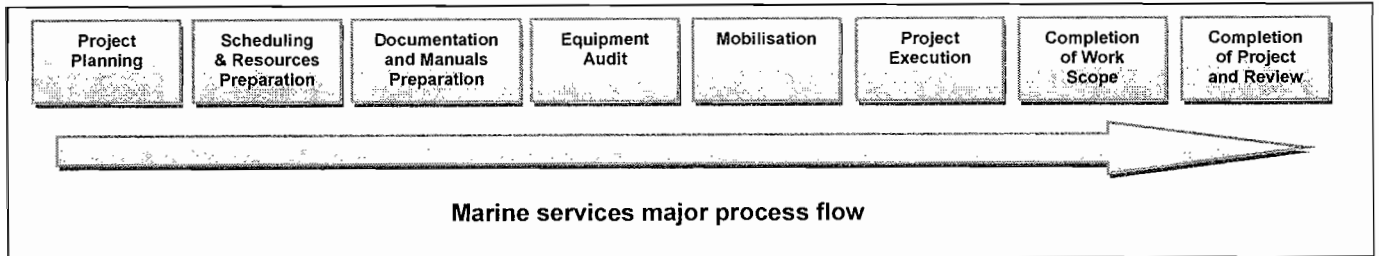 Project
Planning
Scheduling
& Resources
Preparation
Documentation
and Manuals
Preparation
Equipment
Audit
Mobilisation
Project
Execution
Completion
of Work
Scope
Completion
of Project
and Review
Marine services major process flow